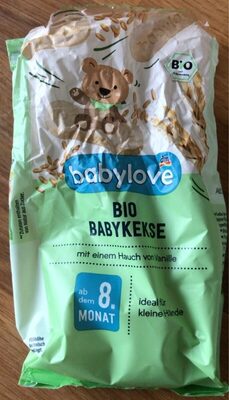 BIO
babylove
BIO
BABYKEKSE
mit einem Hauch von Vanille
ab
dem
8.
MONAT
ideal für
kleine Hände